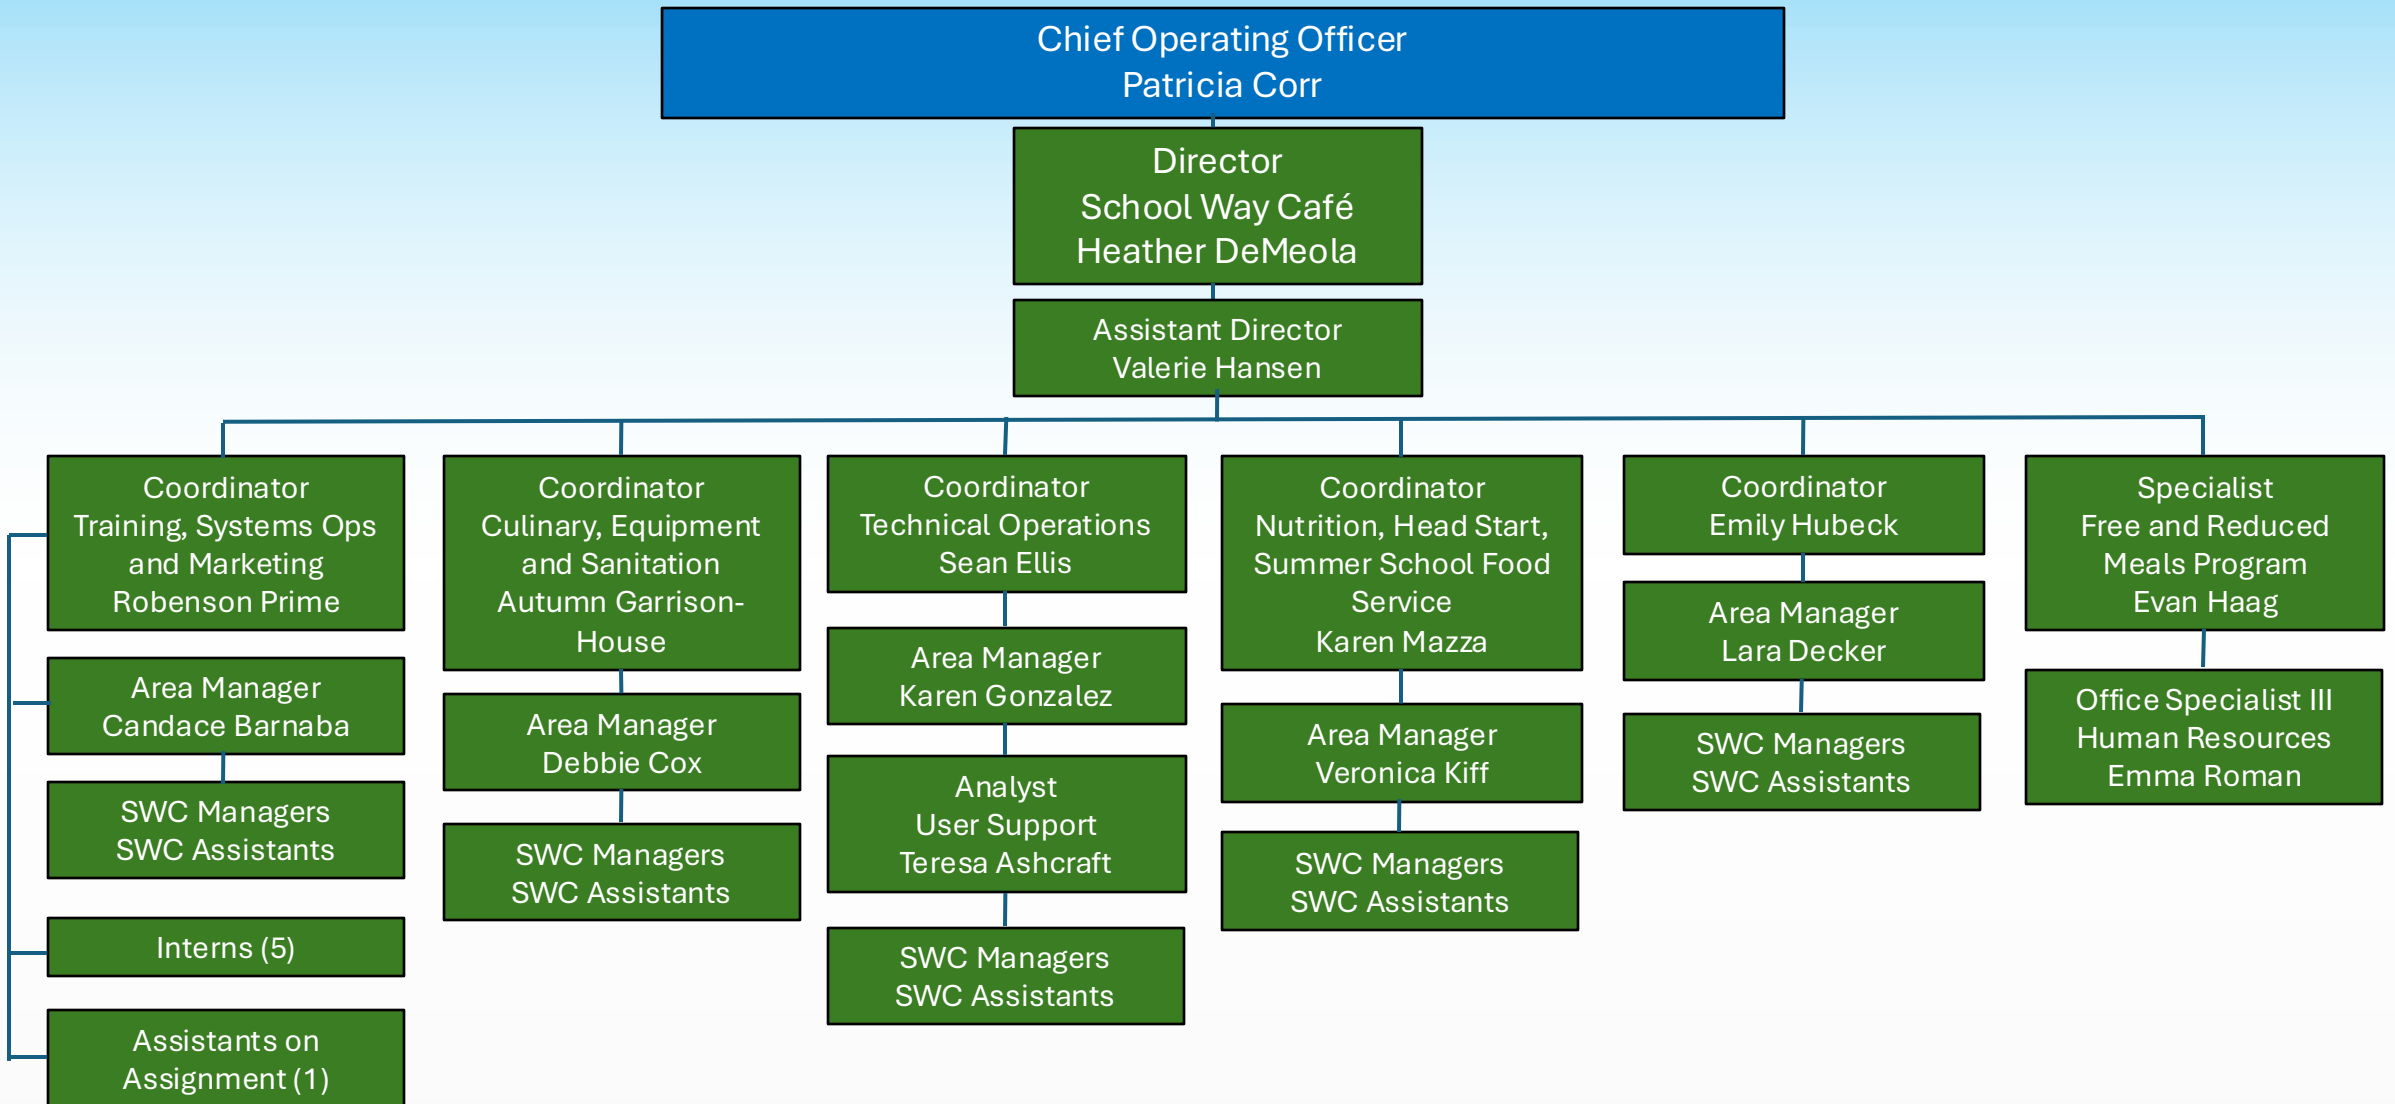 Chief Operating Officer
Patricia Corr
Director
School Way Café
Heather DeMeola
Assistant Director
Valerie Hansen
Coordinator
Training, Systems Ops
and Marketing
Robenson Prime
Area Manager
Candace Barnaba
SWC Managers
SWC Assistants
Interns (5)
Assistants on
Assignment (1)
Coordinator
Culinary, Equipment
and Sanitation
Autumn Garrison-
House
Area Manager
Debbie Cox
SWC Managers
SWC Assistants
Coordinator
Technical Operations
Sean Ellis
Area Manager
Karen Gonzalez
Analyst
User Support
Teresa Ashcraft
SWC Managers
SWC Assistants
Coordinator
Nutrition, Head Start,
Summer School Food
Service
Karen Mazza
Area Manager
Veronica Kiff
SWC Managers
SWC Assistants
Coordinator
Emily Hubeck
Area Manager
Lara Decker
SWC Managers
SWC Assistants
Specialist
Free and Reduced
Meals Program
Evan Haag
Office Specialist III
Human Resources
Emma Roman